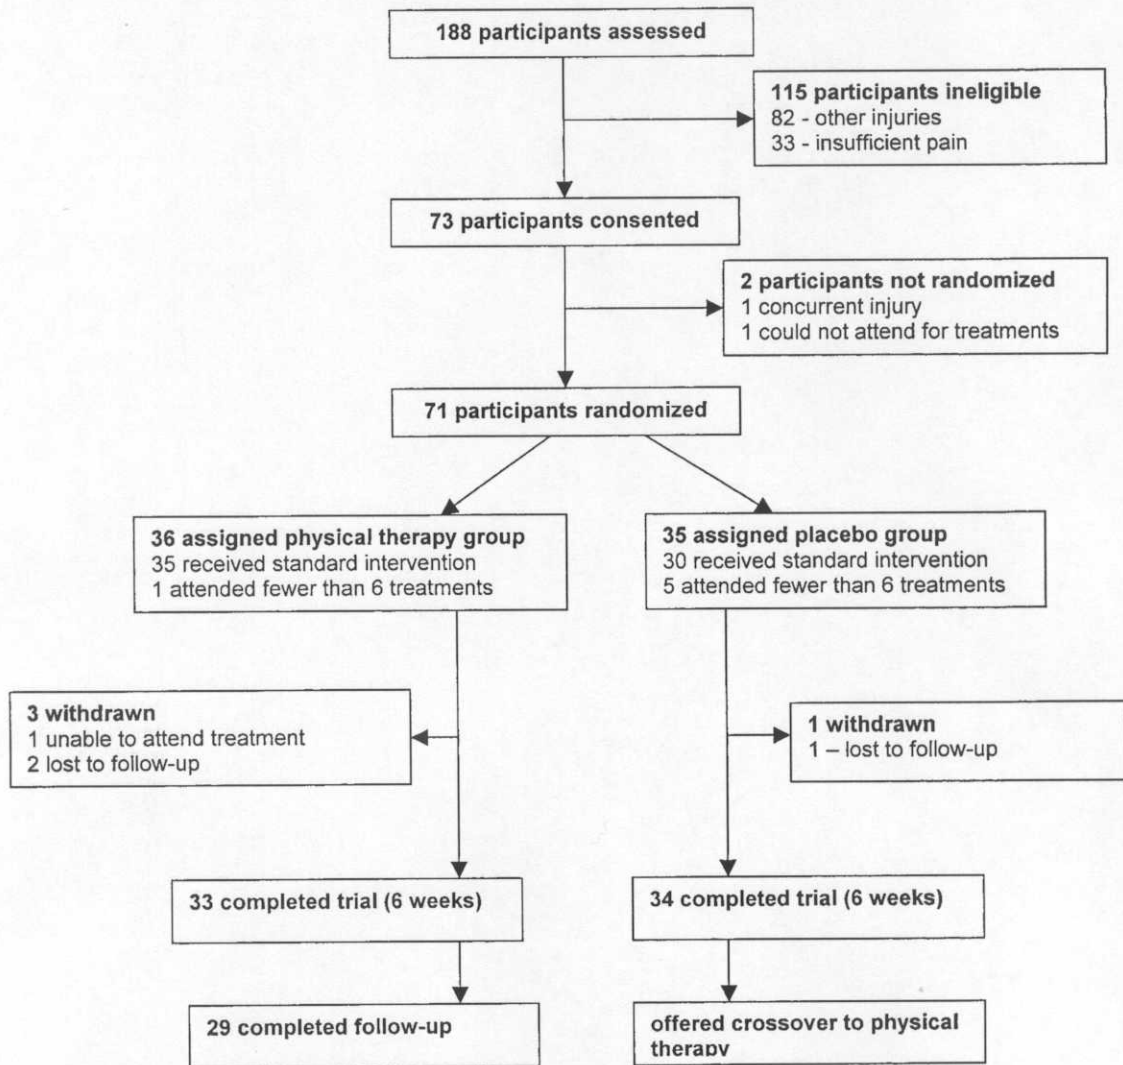 188 participants assessed
115 participants ineligible
82 - other injuries
33 - insufficient pain
73 participants consented
2 participants not randomized
1 concurrent injury
1 could not attend for treatments
71 participants randomized
36 assigned physical therapy group
35 received standard intervention
1 attended fewer than 6 treatments
35 assigned placebo group
30 received standard intervention
5 attended fewer than 6 treatments
3 withdrawn
1 unable to attend treatment
2 lost to follow-up
1 withdrawn
1 – lost to follow-up
33 completed trial (6 weeks)
34 completed trial (6 weeks)
29 completed follow-up
offered crossover to physical
therapy